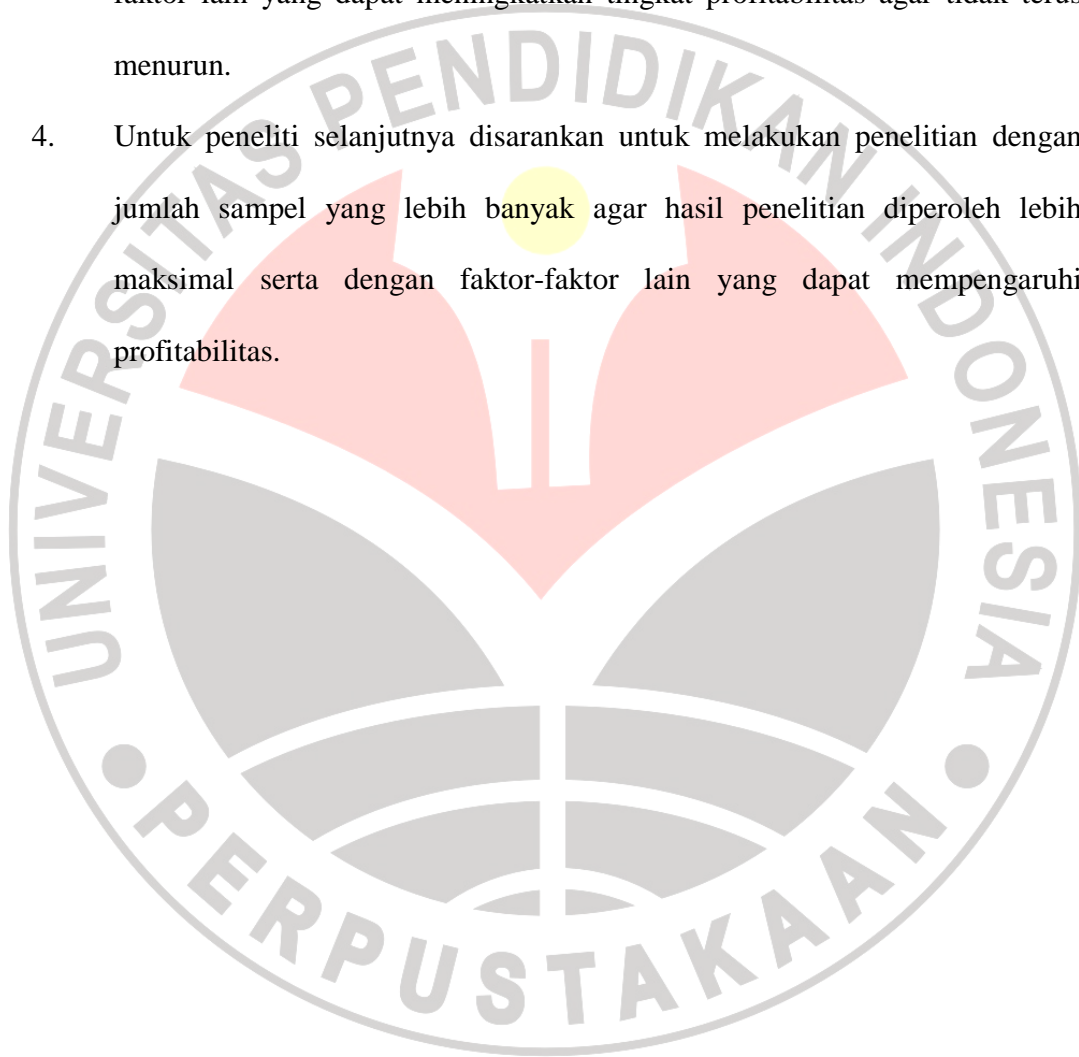 faktor lain yang dapat meningkatkan tingkat profitabilitas agar tidak terus
menurun.
4. Untuk peneliti selanjutnya disarankan untuk melakukan penelitian dengan
jumlah sampel yang lebih banyak agar hasil penelitian diperoleh lebih
maksimal serta dengan faktor-faktor lain yang dapat mempengaruhi
profitabilitas.
UNIVERSITAS PENDIDIKAN INDONESIA
PERPUSTAKAAN